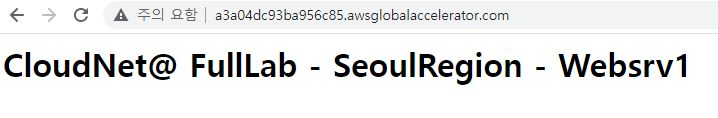 주의 요함 | a3a04dc93ba956c85.awsglobalaccelerator.com
CloudNet@ FullLab - SeoulRegion - Websrv1